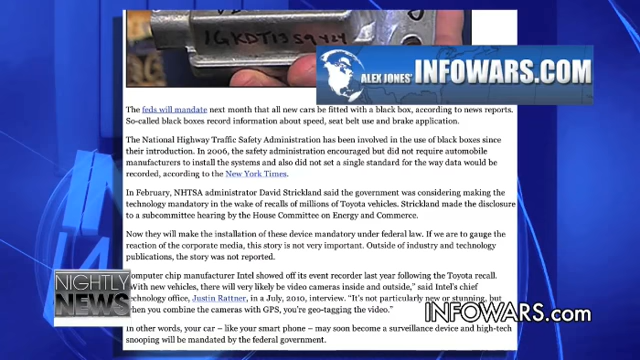 1GKDT13S9Y2Y
ALEX JONES' INFOWARS.COM
The feds will mandate next month that all new cars be fitted with a black box, according to news reports.
So-called black boxes record information about speed, seat belt use and brake application.
The National Highway Traffic Safety Administration has been involved in the use of black boxes since
their introduction. In 2006, the safety administration encouraged but did not require automobile
manufacturers to install the systems and also did not set a single standard for the way data would be
recorded, according to the New York Times.
In February, NHTSA administrator David Strickland said the government was considering making the
technology mandatory in the wake of recalls of millions of Toyota vehicles. Strickland made the disclosure
to a subcommittee hearing by the House Committee on Energy and Commerce.
Now they will make the installation of these device mandatory under federal law. If we are to gauge the
reaction of the corporate media, this story is not very important. Outside of industry and technology
publications, the story was not reported.
omputer chip manufacturer Intel showed off its event recorder last year following the Toyota recall.
With new vehicles, there will very likely be video cameras inside and outside," said Intel's chief
chnology office, Justin Rattner, in a July, 2010, interview. "It's not particularly new or stunning, but
hen you combine the cameras with GPS, you're geo-tagging the video."
In other words, your car – like your smart phone – may soon become a surveillance device and high-tech
snooping will be mandated by the federal government.
NIGHTLY
NEWS
INFOWARS.com